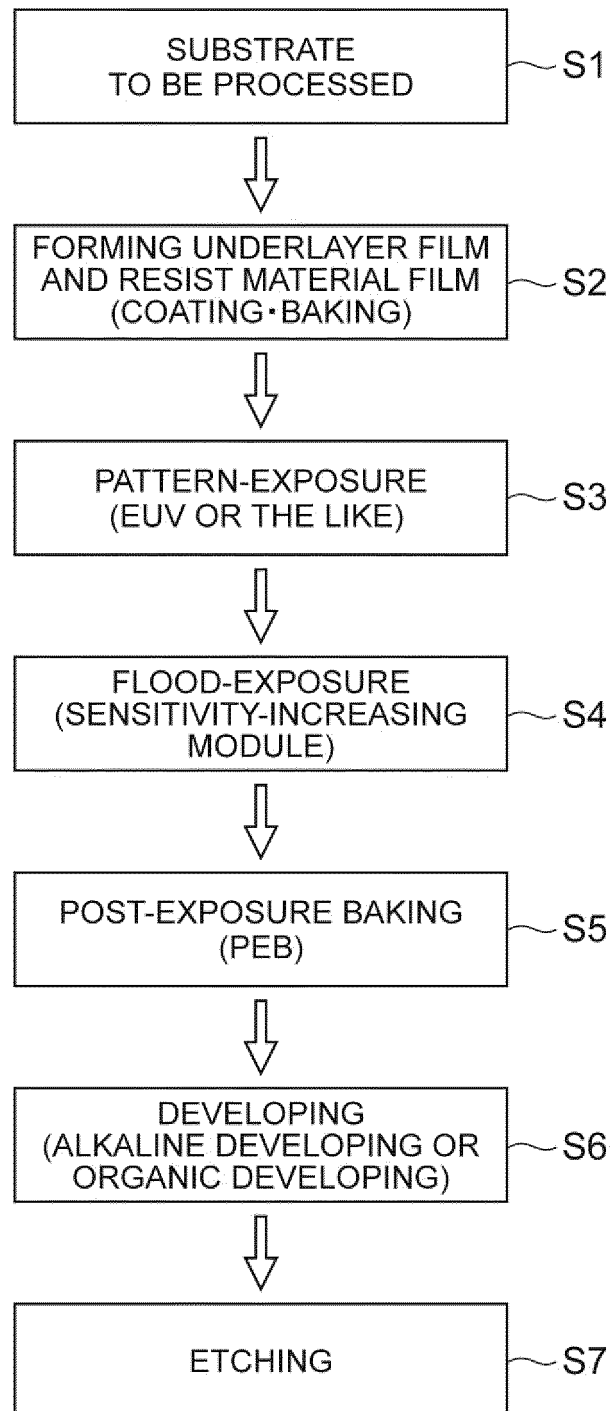 SUBSTRATE
TO BE PROCESSED
S1
FORMING UNDERLAYER FILM
AND RESIST MATERIAL FILM
(COATING・BAKING)
S2
PATTERN-EXPOSURE
(EUV OR THE LIKE)
S3
FLOOD-EXPOSURE
(SENSITIVITY-INCREASING
MODULE)
S4
POST-EXPOSURE BAKING
(PEB)
S5
DEVELOPING
(ALKALINE DEVELOPING OR
ORGANIC DEVELOPING)
S6
ETCHING
S7